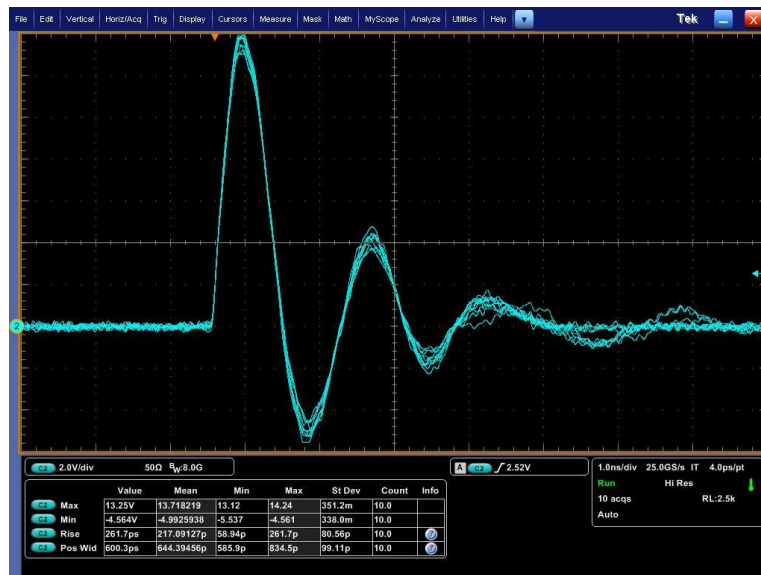 File Edit Vertical Horiz/Acq Trig Display Cursors Measure Mask Math MyScope Analyze Utilities Help Tek X
2
C2 2.0V/div 50Ω BW:8.0G
A C2 2.52V
1.0ns/div 25.0GS/s IT 4.0ps/pt
Run Hi Res
10 acqs RL:2.5k
Auto
Value Mean Min Max St Dev Count Info
C2 Max 13.25V 13.718219 13.12 14.24 351.2m 10.0
C2 Min -4.564V -4.9925938 -5.537 -4.561 338.0m 10.0
C2 Rise 261.7ps 217.09127p 58.94p 261.7p 80.56p 10.0
C2 Pos Wid 600.3ps 644.39456p 585.9p 834.5p 99.11p 10.0